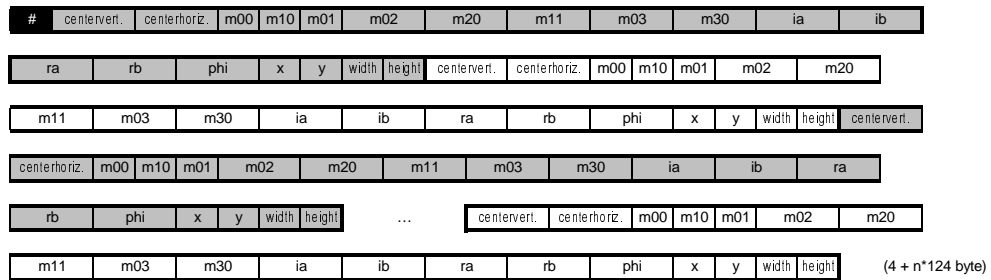 # centervert. centerhoriz. m00 m10 m01 m02 m20 m11 m03 m30 ia ib
ra rb phi x y width height centervert. centerhoriz. m00 m10 m01 m02 m20
m11 m03 m30 ia ib ra rb phi x y width height centervert.
centerhoriz. m00 m10 m01 m02 m20 m11 m03 m30 ia ib ra
rb phi x y width height … centervert. centerhoriz. m00 m10 m01 m02 m20
m11 m03 m30 ia ib ra rb phi x y width height (4 + n*124 byte)